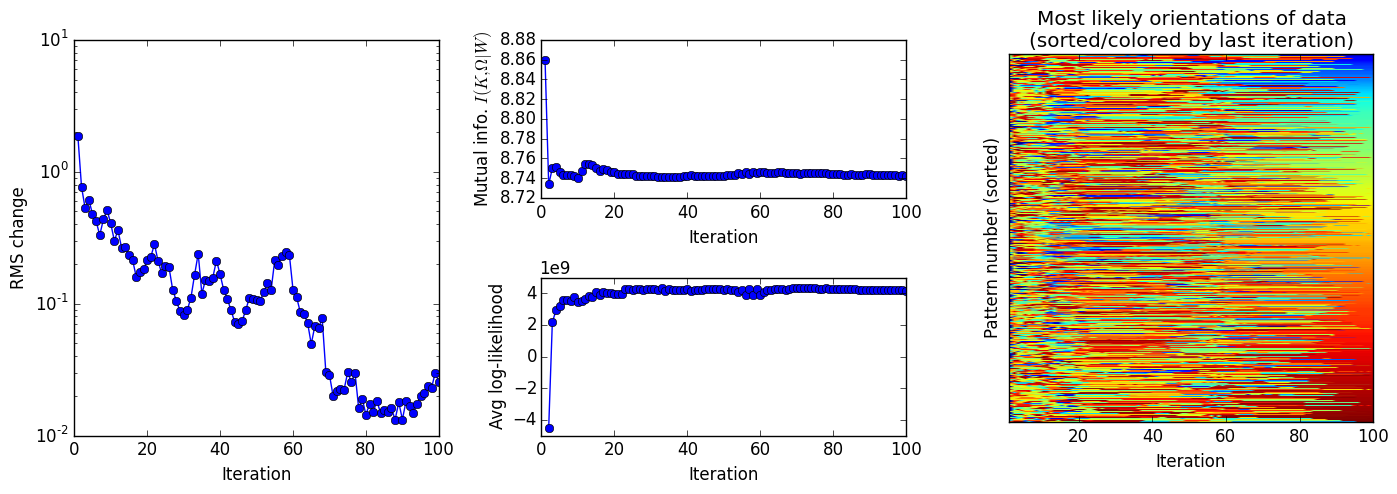 10^1
10^0
10^-1
10^-2
RMS change
0 20 40 60 80 100
Iteration
8.88
8.86
8.84
8.82
8.80
8.78
8.76
8.74
8.72
Mutual info. I(K,Ω|W)
0 20 40 60 80 100
Iteration
1e9
4
2
0
−2
−4
Avg log-likelihood
0 20 40 60 80 100
Iteration
Most likely orientations of data
(sorted/colored by last iteration)
Pattern number (sorted)
20 40 60 80 100
Iteration